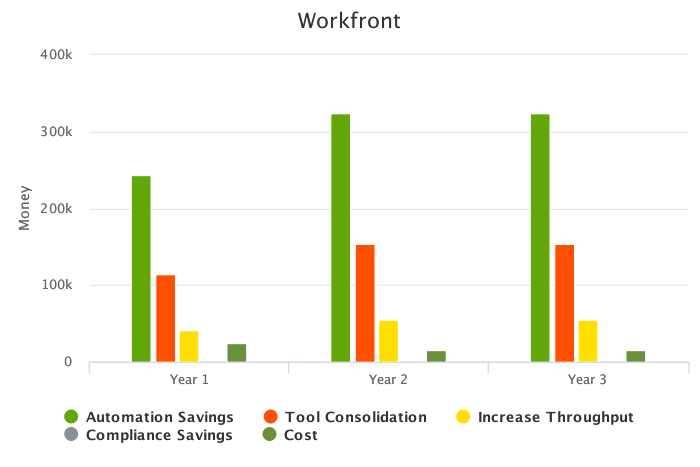 Workfront
400k
300k
200k
100k
0
Money
Year 1 Year 2 Year 3
Automation Savings Tool Consolidation Increase Throughput
Compliance Savings Cost